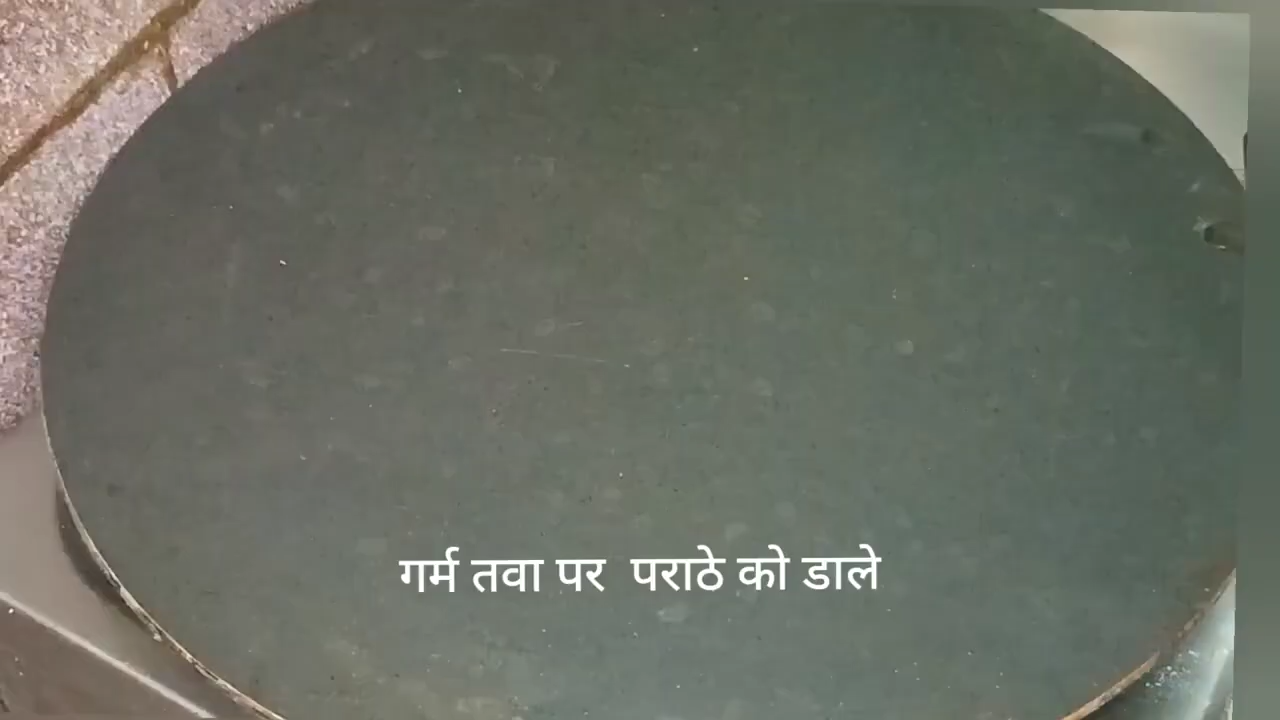 गर्म तवा पर पराठे को डाले